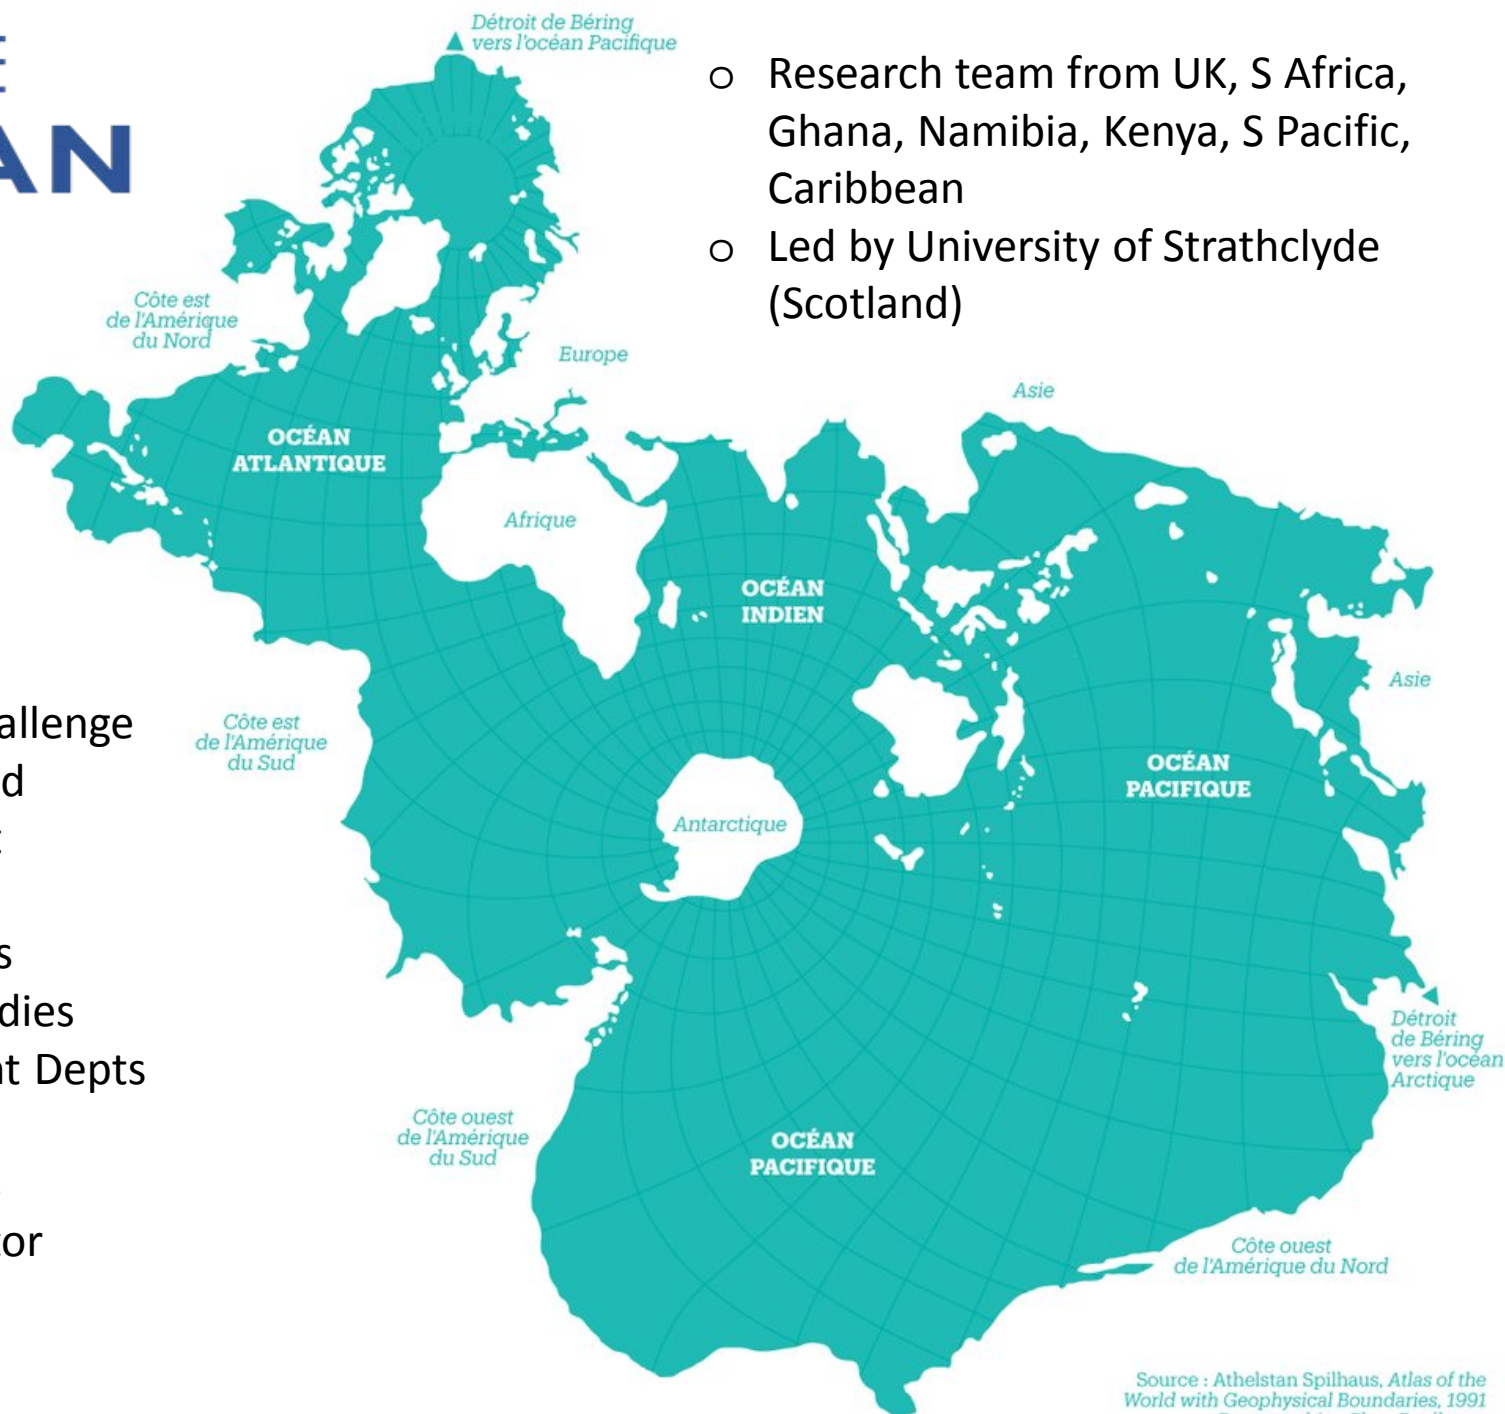 AN
Détroit de Béring
vers l'océan Pacifique
o Research team from UK, S Africa,
Ghana, Namibia, Kenya, S Pacific,
Caribbean
o Led by University of Strathclyde
(Scotland)
Côte est
de l'Amérique
du Nord
Europe
Asie
OCÉAN
ATLANTIQUE
Afrique
OCÉAN
INDIEN
Asie
allenge
d
Côte est
de l'Amérique
du Sud
OCÉAN
PACIFIQUE
Antarctique
s
dies
nt Depts
tor
Détroit
de Béring
vers l'océan
Arctique
Côte ouest
de l'Amérique
du Sud
OCÉAN
PACIFIQUE
Côte ouest
de l'Amérique du Nord
Source : Athelstan Spilhaus, Atlas of the
World with Geophysical Boundaries, 1991